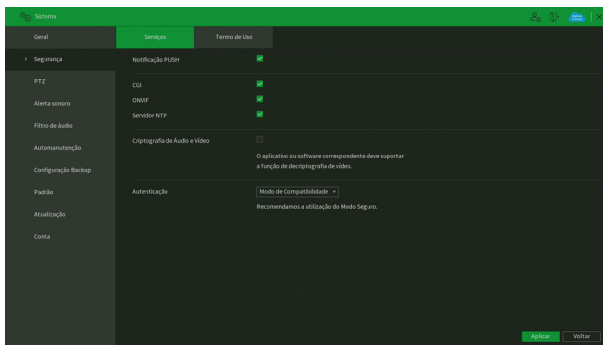 Sistema
Geral
Serviços
Termo de Uso
Segurança
Notificação PUSH
PTZ
CGI
Alerta sonoro
ONVIF
Servidor NTP
Filtro de áudio
Criptografia de Áudio e Vídeo
Automanutenção
O aplicativo ou software correspondente deve suportar
a função de decriptografia de vídeo.
Configuração Backup
Padrão
Autenticação
Modo de Compatibilidade
Recomendamos a utilização do Modo Seguro.
Atualização
Conta
Aplicar
Voltar